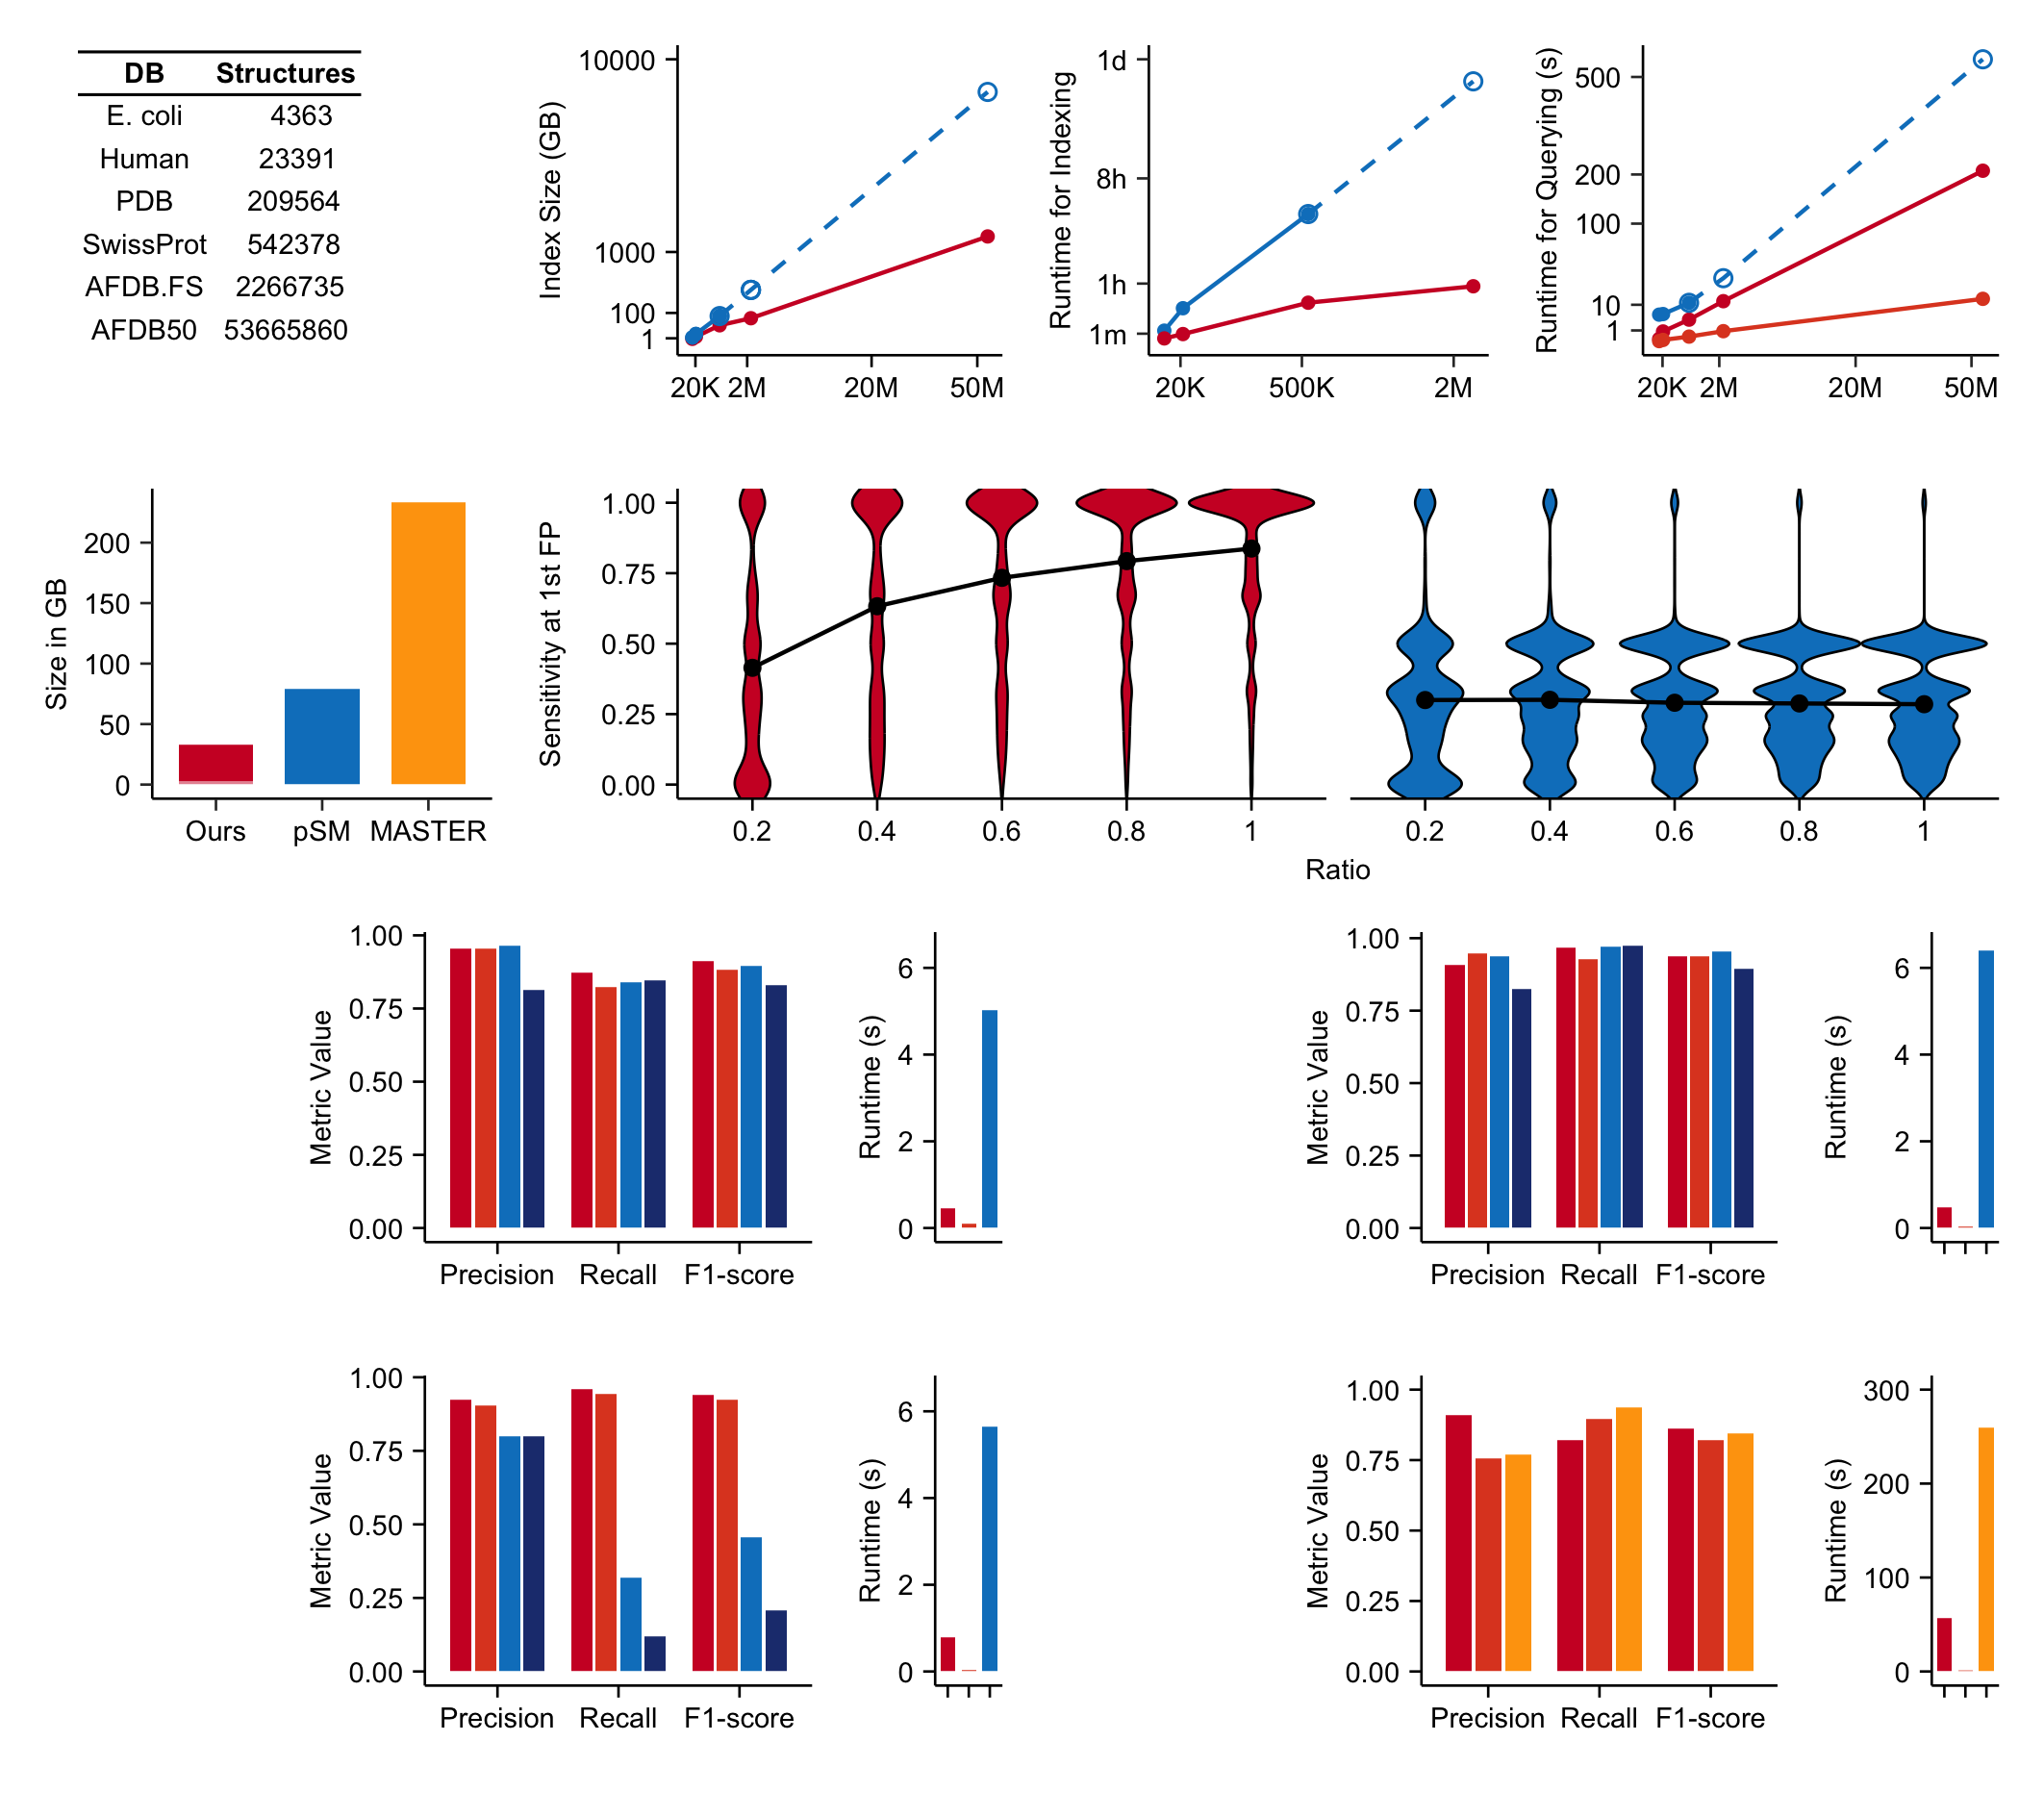 DB Structures
E. coli 4363
Human 23391
PDB 209564
SwissProt 542378
AFDB.FS 2266735
AFDB50 53665860
Index Size (GB)
10000
1000
100
1
20K 2M 20M 50M
Runtime for Indexing
1d
8h
1h
1m
20K 500K 2M
Runtime for Querying (s)
500
200
100
10
1
20K 2M 20M 50M
Size in GB
200
150
100
50
0
Ours pSM MASTER
Sensitivity at 1st FP
1.00
0.75
0.50
0.25
0.00
0.2 0.4 0.6 0.8 1
0.2 0.4 0.6 0.8 1
Ratio
Metric Value
1.00
0.75
0.50
0.25
0.00
Precision Recall F1-score
Runtime (s)
6
4
2
0
Metric Value
1.00
0.75
0.50
0.25
0.00
Precision Recall F1-score
Runtime (s)
6
4
2
0
Metric Value
1.00
0.75
0.50
0.25
0.00
Precision Recall F1-score
Runtime (s)
6
4
2
0
Metric Value
1.00
0.75
0.50
0.25
0.00
Precision Recall F1-score
Runtime (s)
300
200
100
0